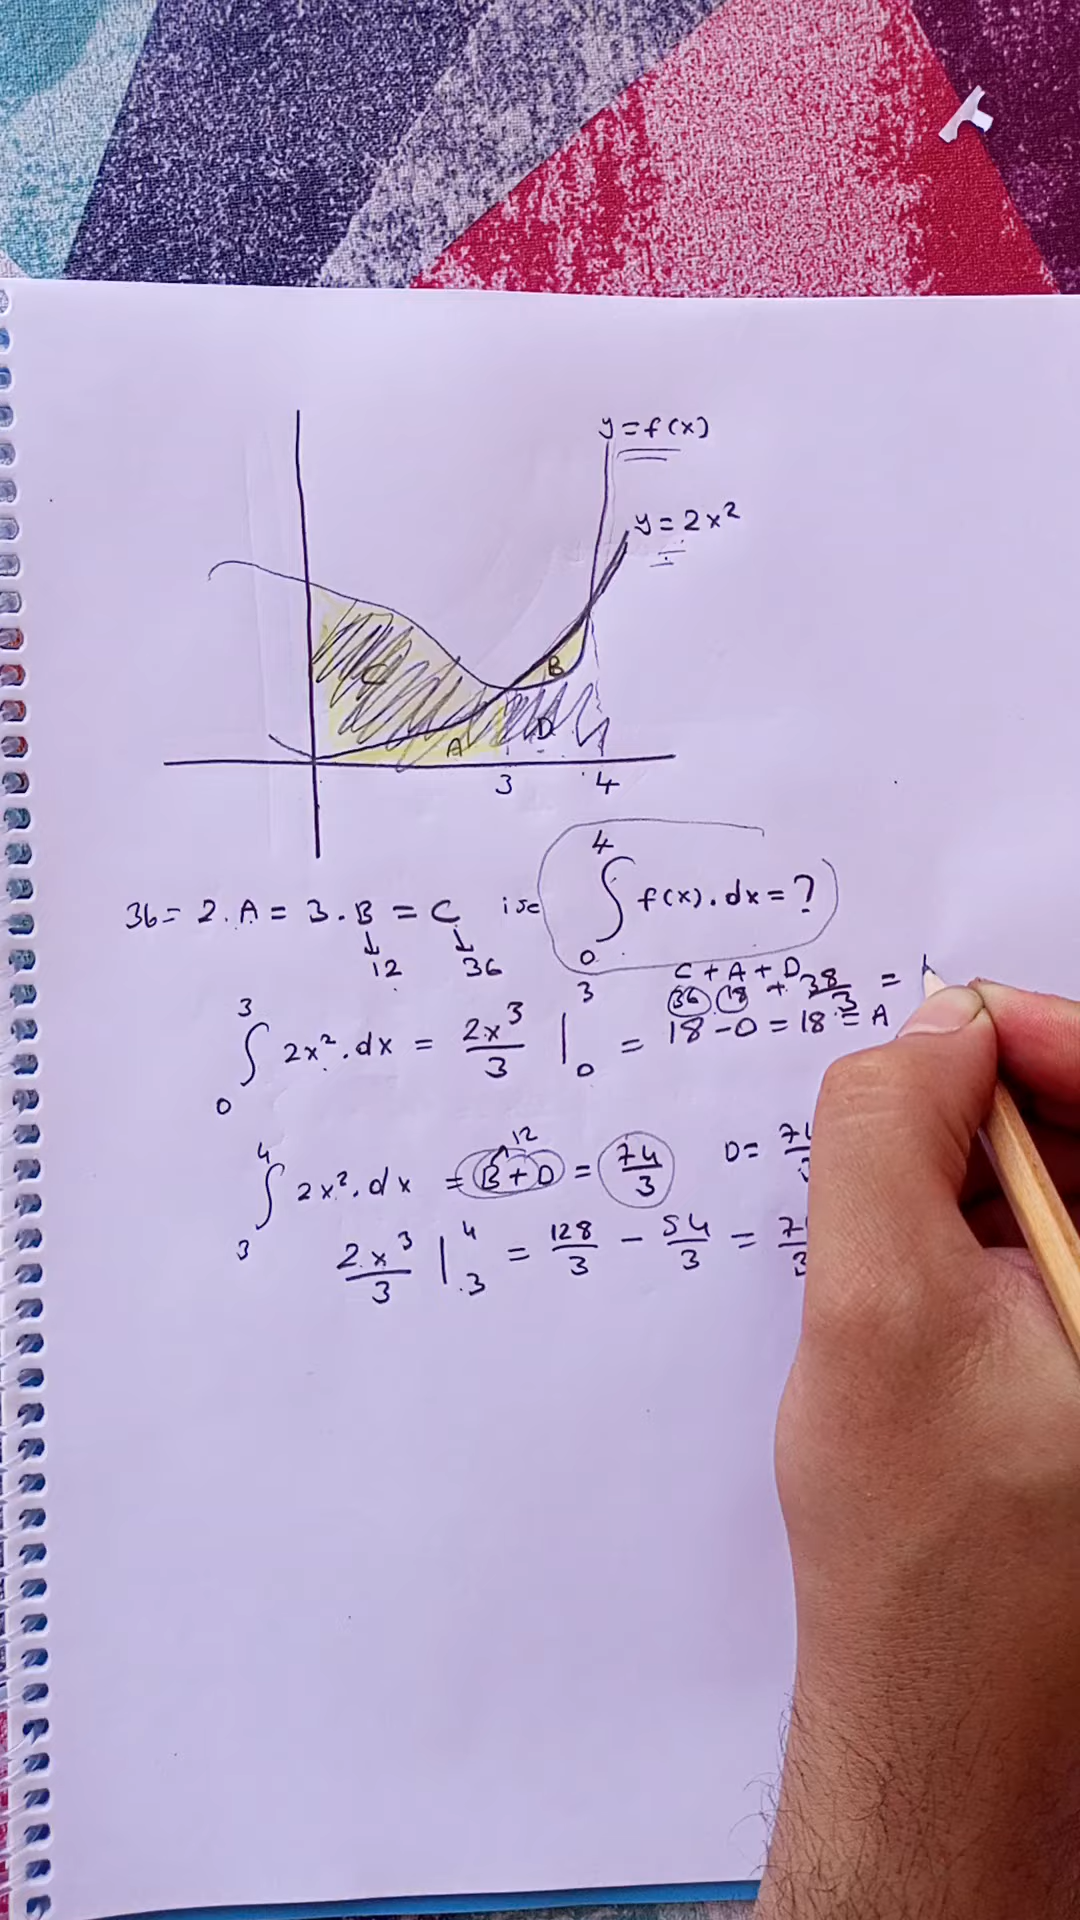 y = f(x)
y = 2x²
C
B
A
D
3
4
36 = 2.A = 3.B = C ise ∫₀⁴ f(x).dx = ?
12
36
C + A + D
36 18 + 38/3 =
∫₀³ 2x².dx = 2x³/3 |₀³ = 18 - 0 = 18 = A
12
∫₃⁴ 2x².dx = B + D = 74/3
D =
2x³/3 |₃⁴ = 128/3 - 54/3 =